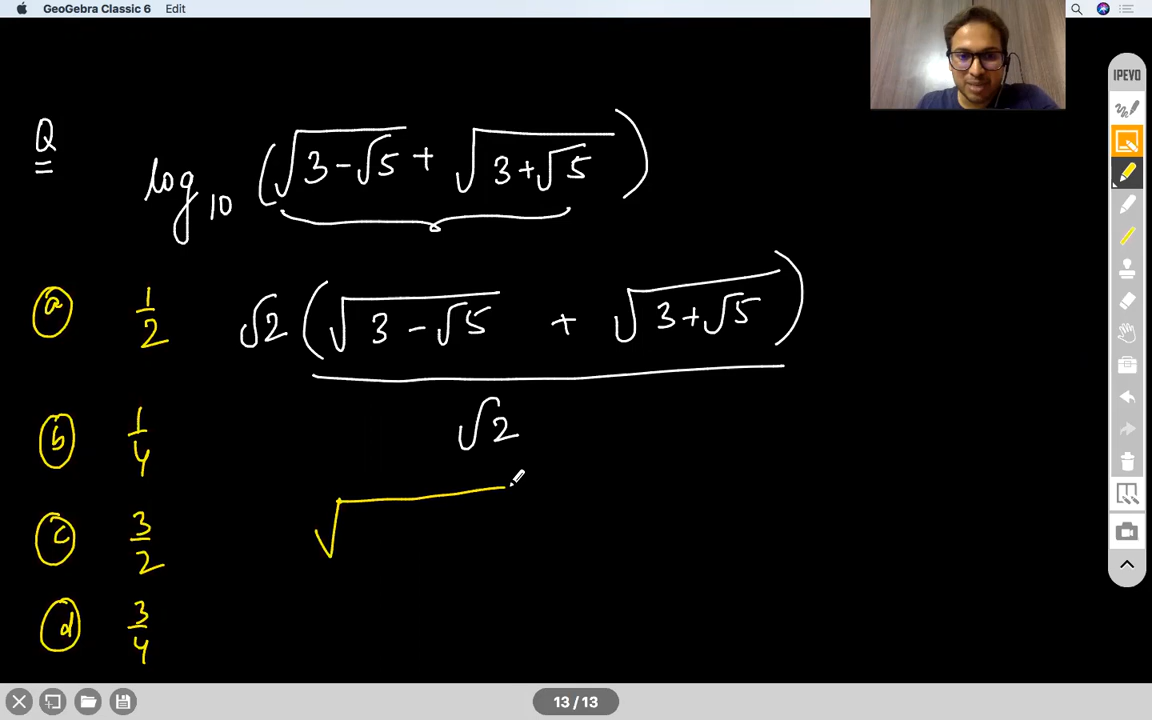 GeoGebra Classic 6 Edit
IPEVO
Q
log₁₀ (√(3-√5) + √(3+√5))
√2 (√(3-√5) + √(3+√5))
√2
√
a 1/2
b 1/4
c 3/2
d 3/4
13 / 13